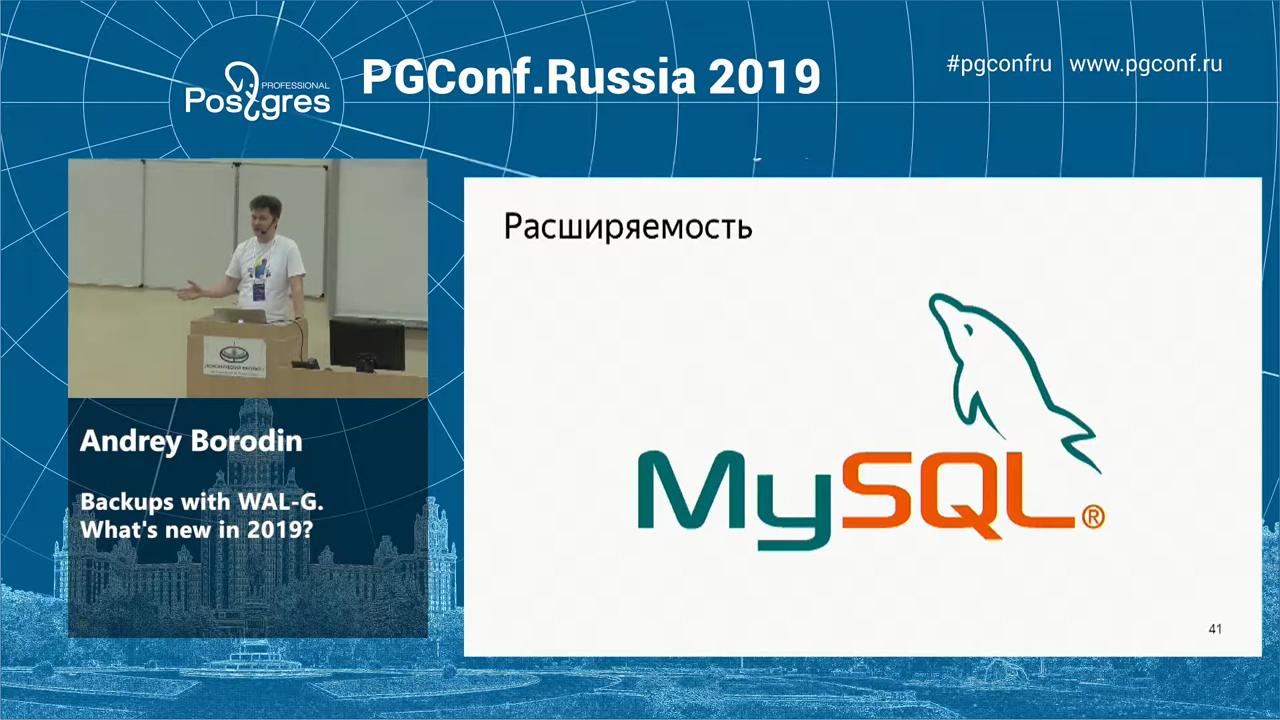 PROFESSIONAL
Postgres
PGConf.Russia 2019
#pgconfru www.pgconf.ru
Andrey Borodin
Backups with WAL-G.
What's new in 2019?
Расширяемость
MySQL®
41